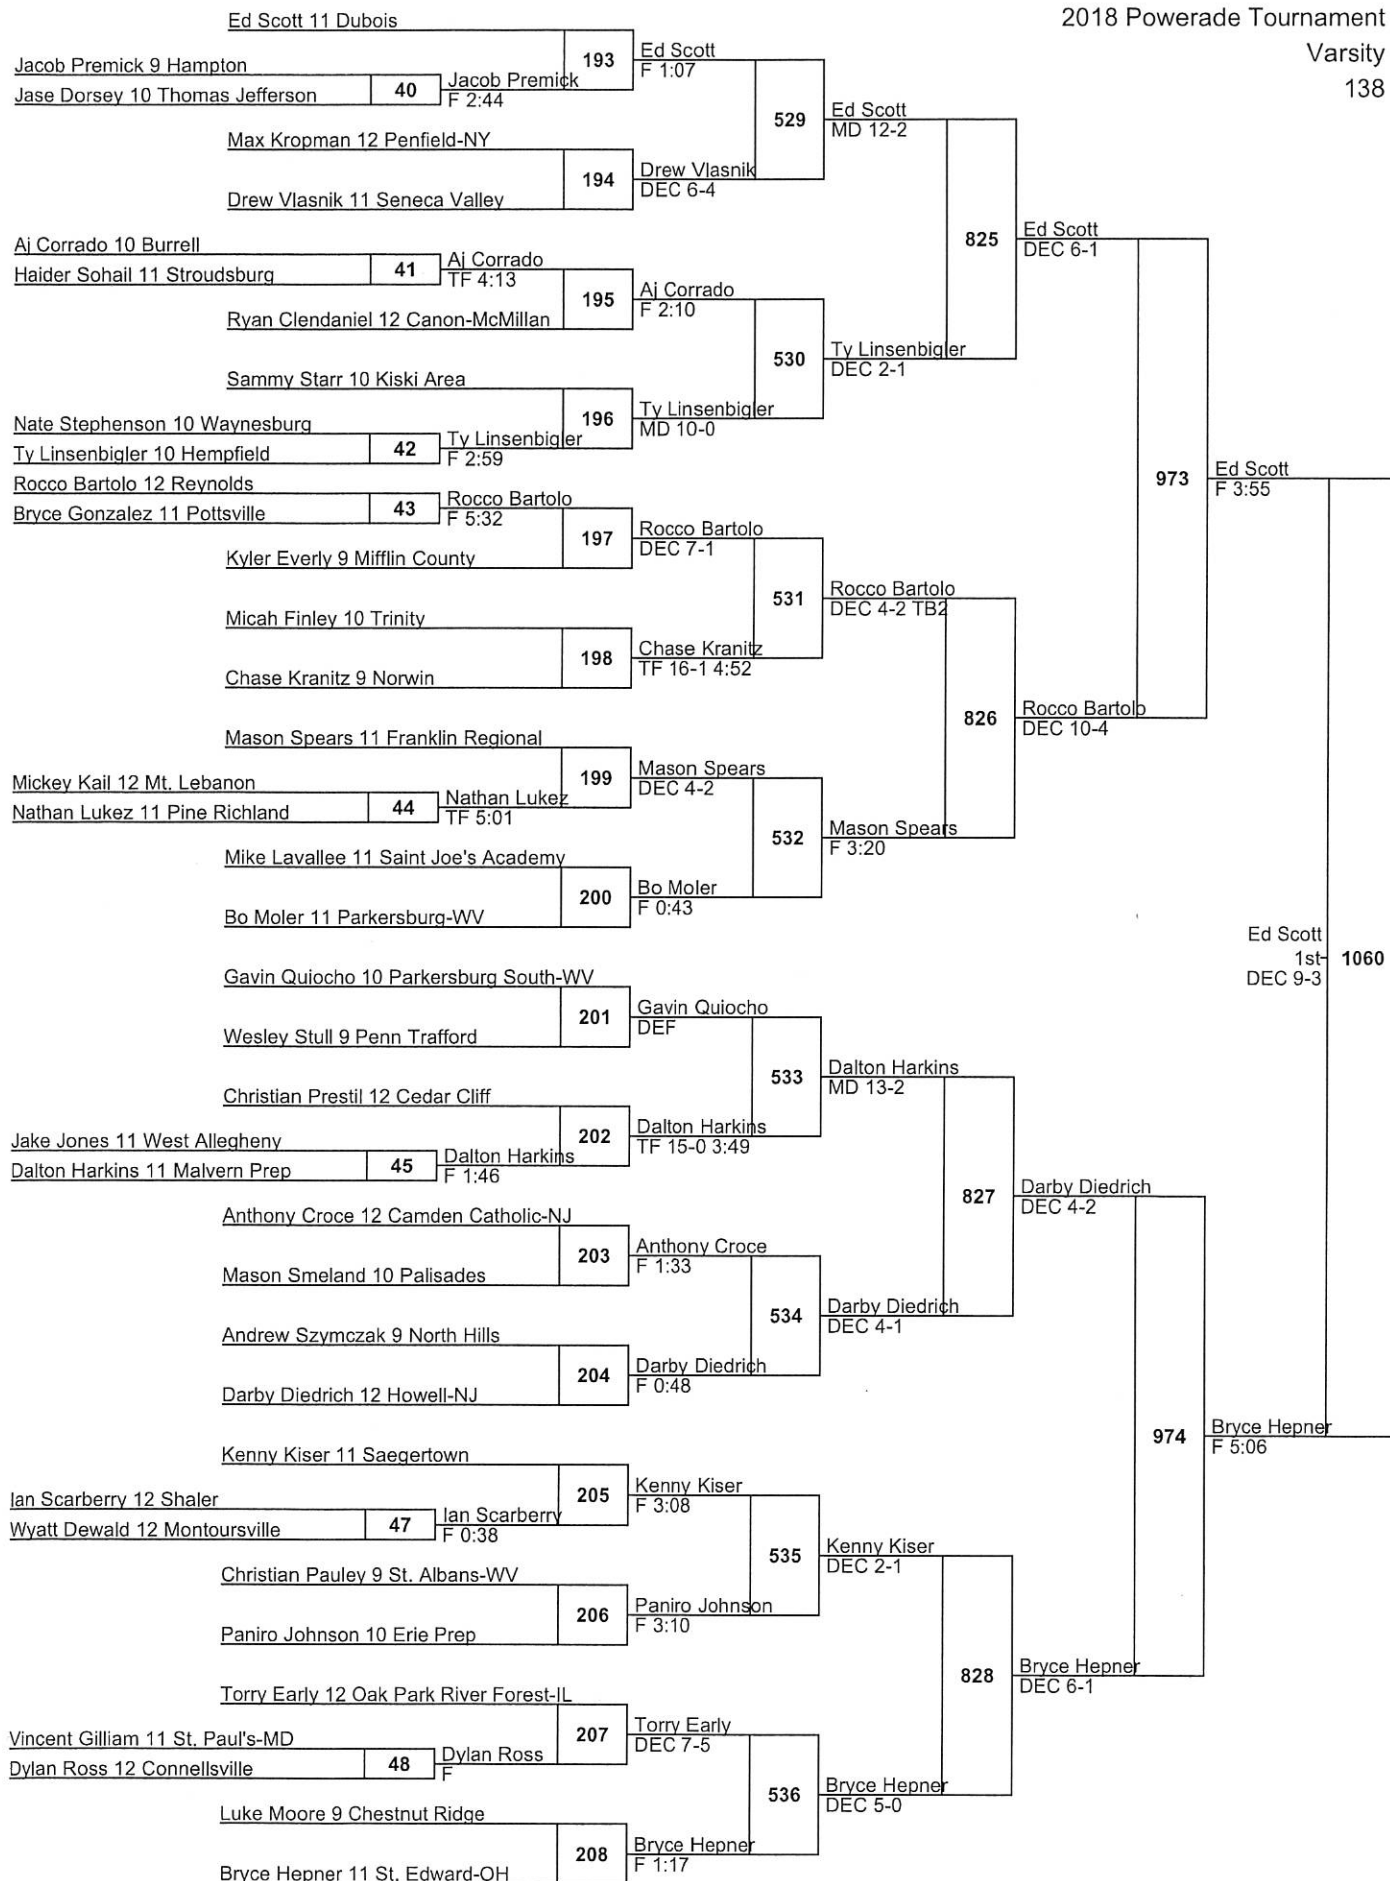 2018 Powerade Tournament
Varsity
138
Ed Scott 11 Dubois
193
Ed Scott
F 1:07
Jacob Premick 9 Hampton
Jase Dorsey 10 Thomas Jefferson
40
Jacob Premick
F 2:44
529
Ed Scott
MD 12-2
Max Kropman 12 Penfield-NY
Drew Vlasnik 11 Seneca Valley
194
Drew Vlasnik
DEC 6-4
825
Ed Scott
DEC 6-1
Aj Corrado 10 Burrell
Haider Sohail 11 Stroudsburg
41
Aj Corrado
TF 4:13
195
Aj Corrado
F 2:10
Ryan Clendaniel 12 Canon-McMillan
530
Ty Linsenbigler
DEC 2-1
Sammy Starr 10 Kiski Area
196
Ty Linsenbigler
MD 10-0
Nate Stephenson 10 Waynesburg
Ty Linsenbigler 10 Hempfield
42
Ty Linsenbigler
F 2:59
973
Ed Scott
F 3:55
Rocco Bartolo 12 Reynolds
Bryce Gonzalez 11 Pottsville
43
Rocco Bartolo
F 5:32
197
Rocco Bartolo
DEC 7-1
Kyler Everly 9 Mifflin County
531
Rocco Bartolo
DEC 4-2 TB2
Micah Finley 10 Trinity
Chase Kranitz 9 Norwin
198
Chase Kranitz
TF 16-1 4:52
826
Rocco Bartolo
DEC 10-4
Mason Spears 11 Franklin Regional
199
Mason Spears
DEC 4-2
Mickey Kail 12 Mt. Lebanon
Nathan Lukez 11 Pine Richland
44
Nathan Lukez
TF 5:01
532
Mason Spears
F 3:20
Mike Lavallee 11 Saint Joe's Academy
Bo Moler 11 Parkersburg-WV
200
Bo Moler
F 0:43
Ed Scott
1st
DEC 9-3
1060
Gavin Quiocho 10 Parkersburg South-WV
Wesley Stull 9 Penn Trafford
201
Gavin Quiocho
DEF
533
Dalton Harkins
MD 13-2
Christian Prestil 12 Cedar Cliff
202
Dalton Harkins
TF 15-0 3:49
Jake Jones 11 West Allegheny
Dalton Harkins 11 Malvern Prep
45
Dalton Harkins
F 1:46
827
Darby Diedrich
DEC 4-2
Anthony Croce 12 Camden Catholic-NJ
Mason Smeland 10 Palisades
203
Anthony Croce
F 1:33
534
Darby Diedrich
DEC 4-1
Andrew Szymczak 9 North Hills
Darby Diedrich 12 Howell-NJ
204
Darby Diedrich
F 0:48
974
Bryce Hepner
F 5:06
Kenny Kiser 11 Saegertown
205
Kenny Kiser
F 3:08
Ian Scarberry 12 Shaler
Wyatt Dewald 12 Montoursville
47
Ian Scarberry
F 0:38
535
Kenny Kiser
DEC 2-1
Christian Pauley 9 St. Albans-WV
Paniro Johnson 10 Erie Prep
206
Paniro Johnson
F 3:10
828
Bryce Hepner
DEC 6-1
Torry Early 12 Oak Park River Forest-IL
207
Torry Early
DEC 7-5
Vincent Gilliam 11 St. Paul's-MD
Dylan Ross 12 Connellsville
48
Dylan Ross
F
536
Bryce Hepner
DEC 5-0
Luke Moore 9 Chestnut Ridge
Bryce Hepner 11 St. Edward-OH
208
Bryce Hepner
F 1:17